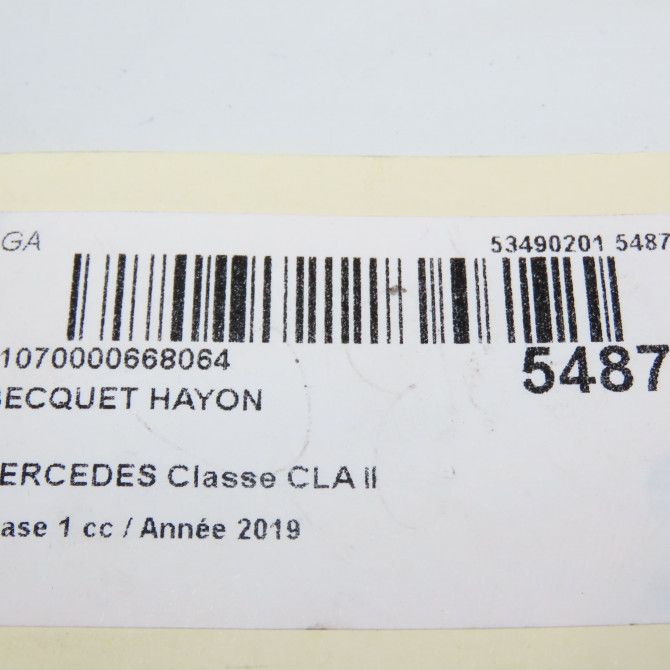 GA 53490201 5487
1070000668064 5487
BECQUET HAYON
ERCEDES Classe CLA II
ase 1 cc / Année 2019